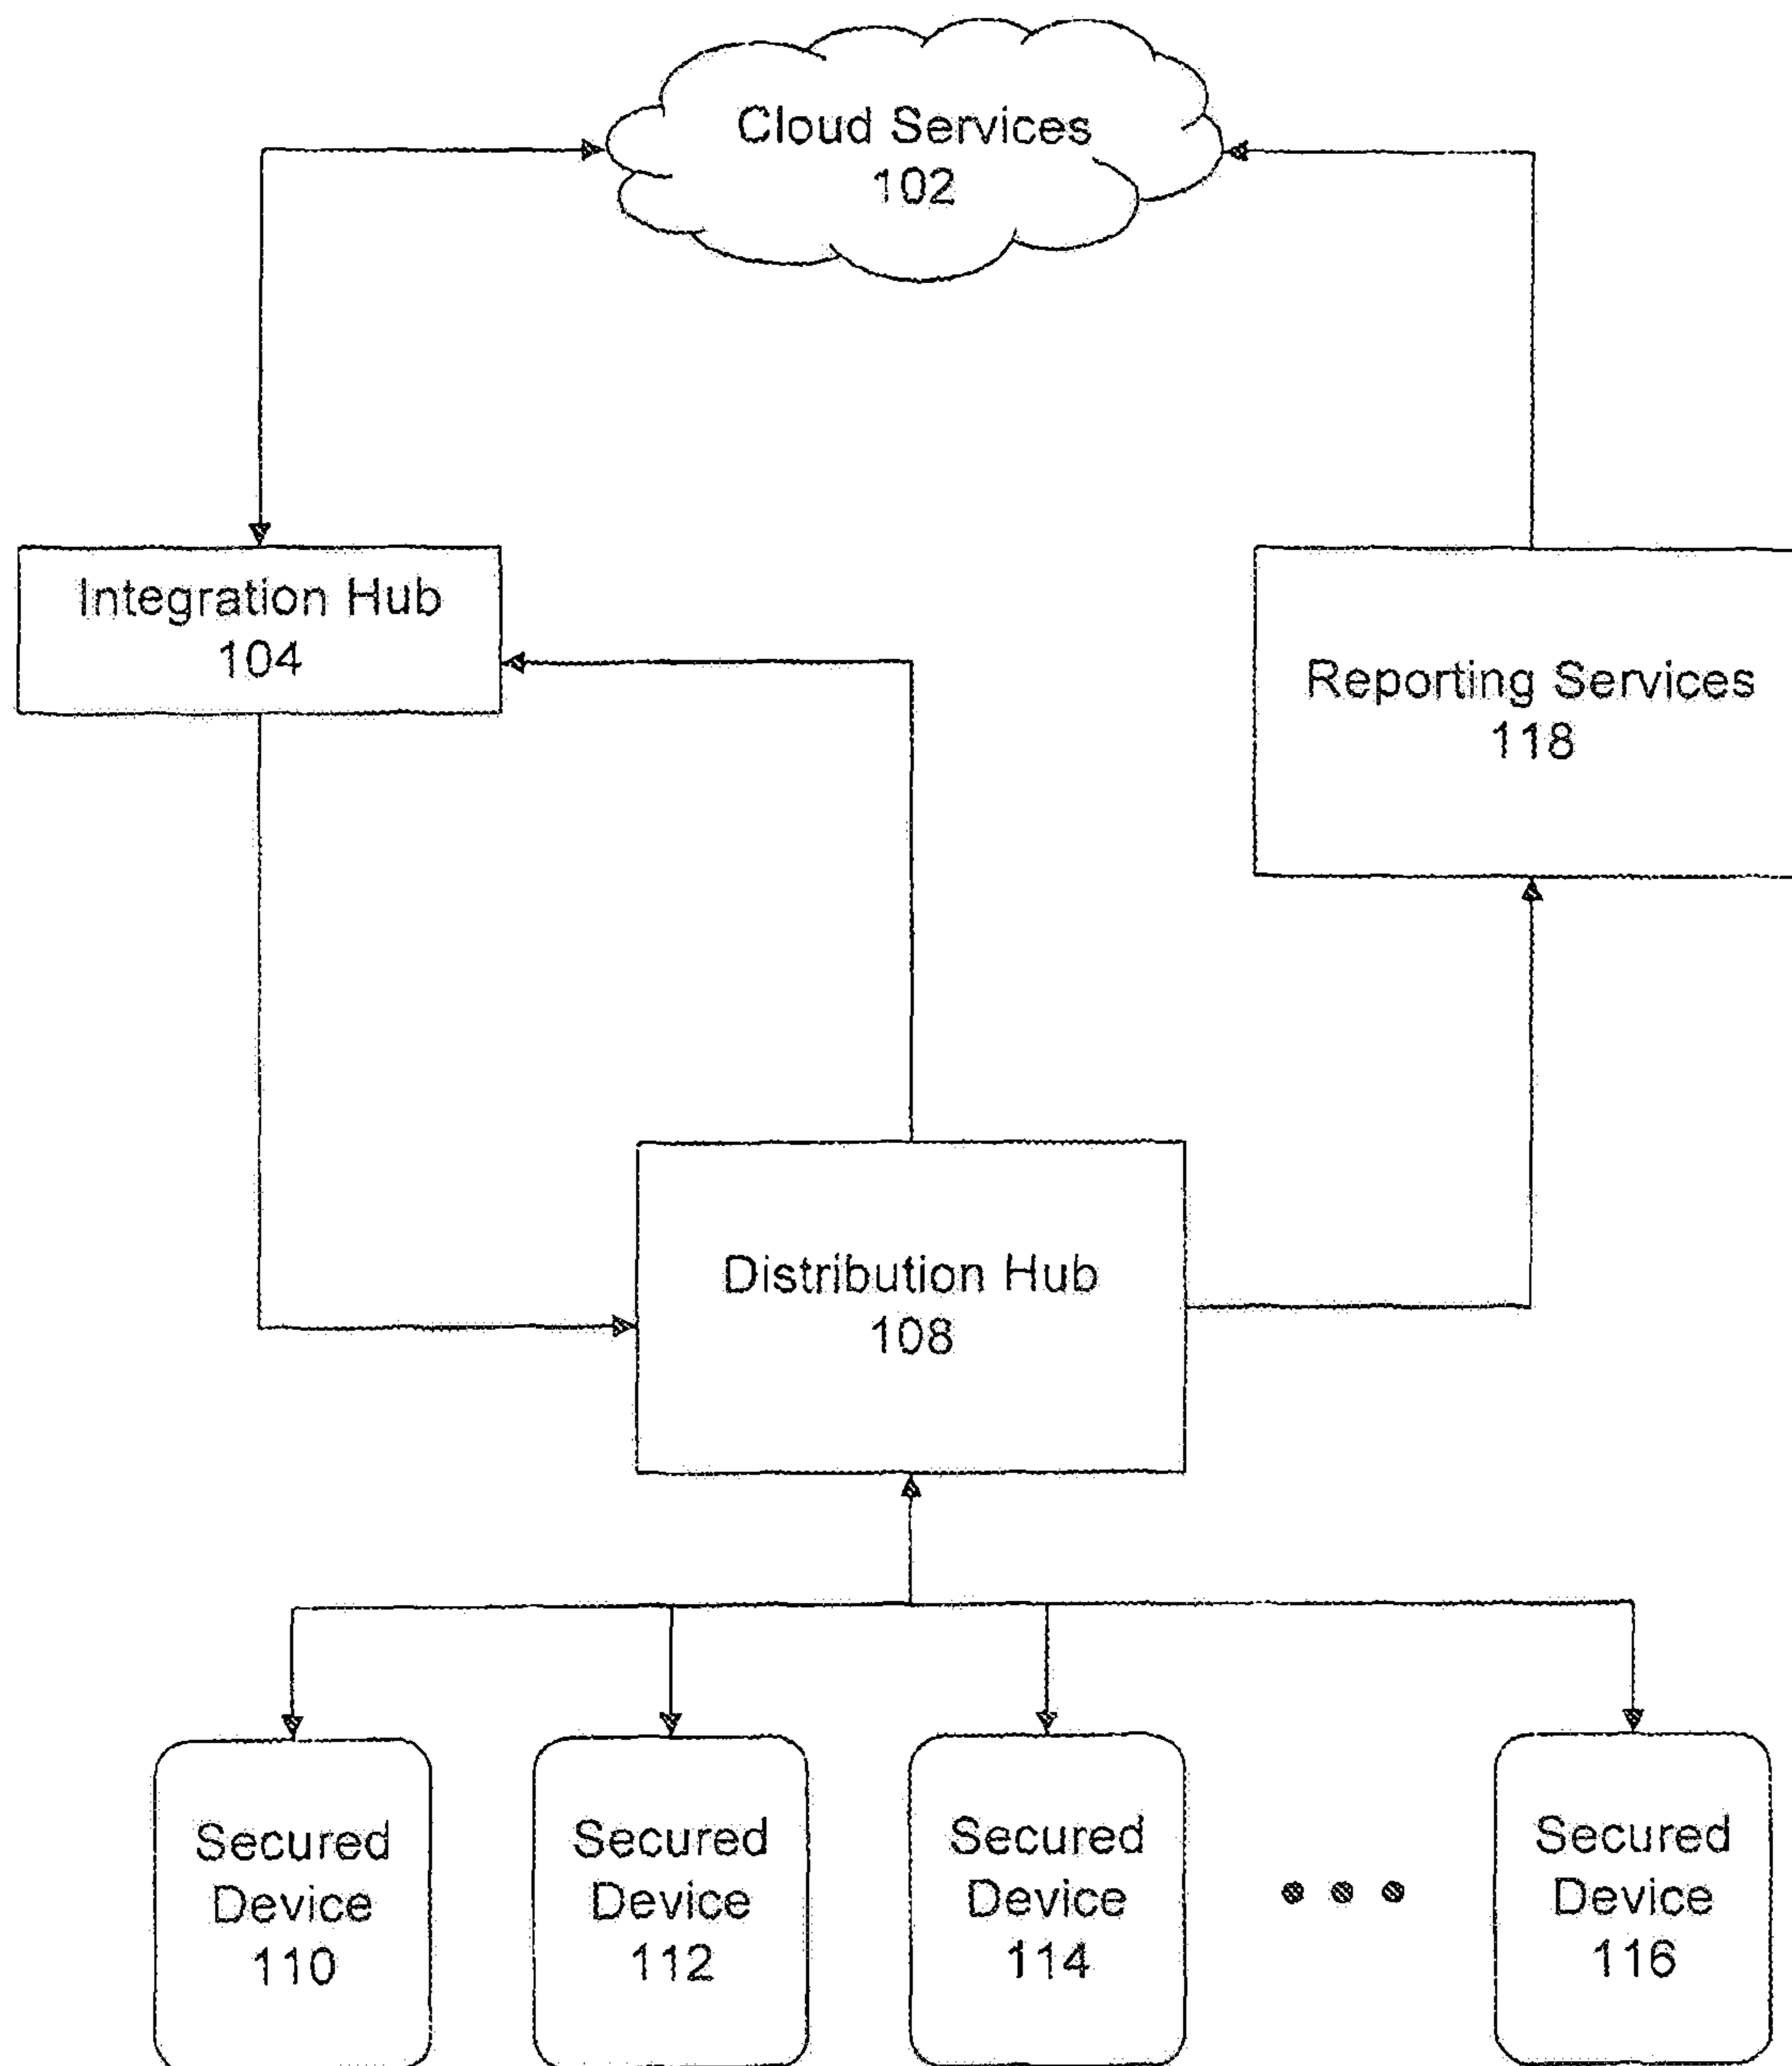 Cloud Services
102
Integration Hub
104
Reporting Services
118
Distribution Hub
108
Secured
Device
110
Secured
Device
112
Secured
Device
114
Secured
Device
116